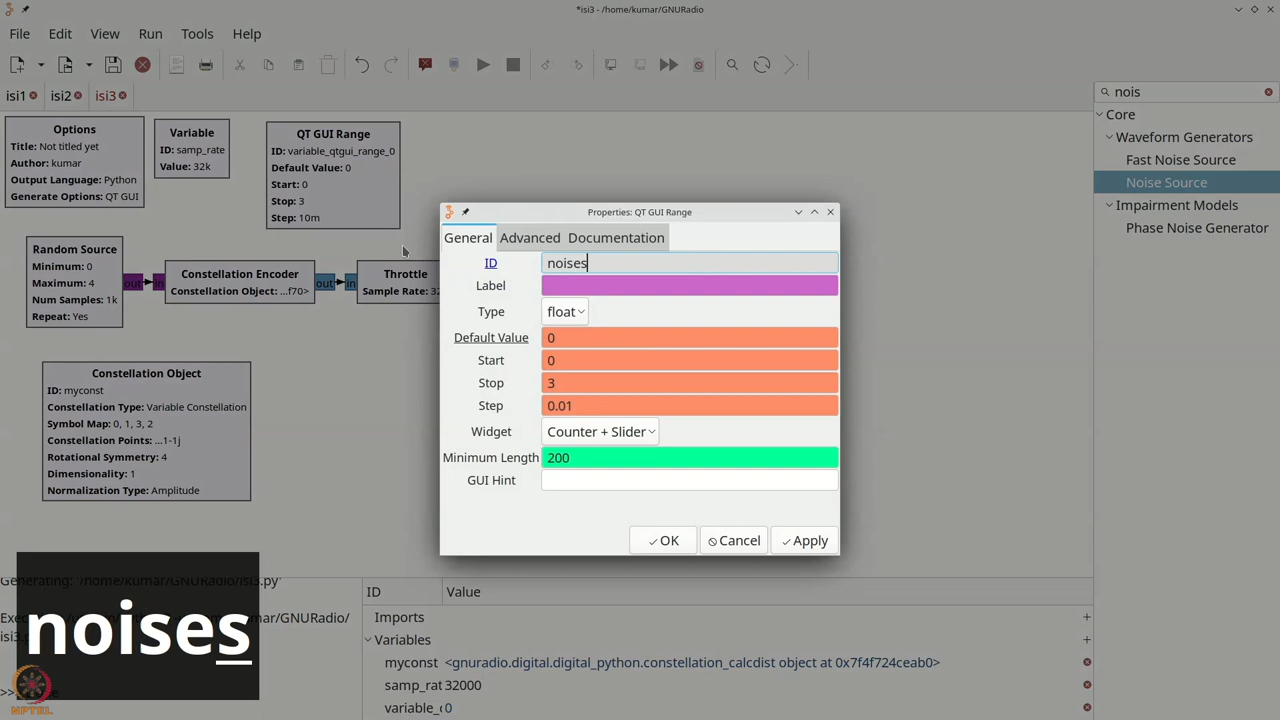 *isi3 - /home/kumar/GNURadio
File Edit View Run Tools Help
isi1 isi2 isi3
nois
Core
Waveform Generators
Fast Noise Source
Noise Source
Impairment Models
Phase Noise Generator
Options
Title: Not titled yet
Author: kumar
Output Language: Python
Generate Options: QT GUI
Variable
ID: samp_rate
Value: 32k
QT GUI Range
ID: variable_qtgui_range_0
Default Value: 0
Start: 0
Stop: 3
Step: 10m
Random Source
Minimum: 0
Maximum: 4
Num Samples: 1k
Repeat: Yes
out
in
Constellation Encoder
Constellation Object: ...f70>
out
in
Throttle
Sample Rate: 32
Constellation Object
ID: myconst
Constellation Type: Variable Constellation
Symbol Map: 0, 1, 3, 2
Constellation Points: ...1-1j
Rotational Symmetry: 4
Dimensionality: 1
Normalization Type: Amplitude
Properties: QT GUI Range
General Advanced Documentation
ID noises
Label
Type float
Default Value 0
Start 0
Stop 3
Step 0.01
Widget Counter + Slider
Minimum Length 200
GUI Hint
OK Cancel Apply
Generating: '/home/kumar/GNURadio/isi3.py'
noises
NPTEL
ID Value
Imports
Variables
myconst <gnuradio.digital.digital_python.constellation_calcdist object at 0x7f4f724ceab0>
samp_rat 32000
variable_ 0